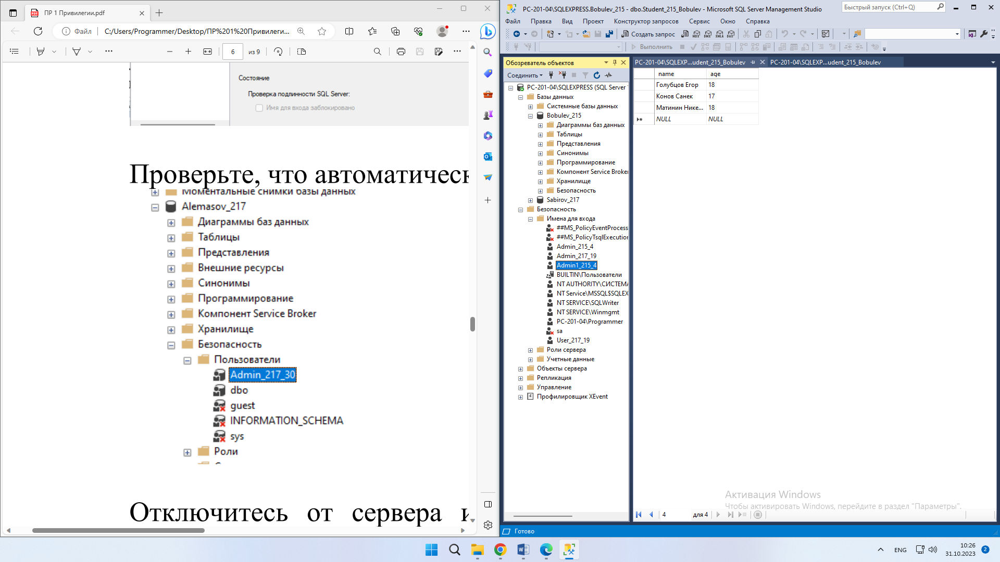 ПР 1 Привилегии.pdf
Файл
C:/Users/Programmer/Desktop/ПР%201%20Привилеги...
6
из 9
Состояние
Проверка подлинности SQL Server:
Имя для входа заблокировано
Проверьте, что автоматическ
Моментальные снимки базы данных
Alemasov_217
Диаграммы баз данных
Таблицы
Представления
Внешние ресурсы
Синонимы
Программирование
Компонент Service Broker
Хранилище
Безопасность
Пользователи
Admin_217_30
dbo
guest
INFORMATION_SCHEMA
sys
Роли
Отключитесь от сервера и
PC-201-04\SQLEXPRESS.Bobulev_215 - dbo.Student_215_Bobulev - Microsoft SQL Server Management Studio
Быстрый запуск (Ctrl+Q)
Файл Правка Вид Проект Конструктор запросов Сервис Окно Справка
Создать запрос
MDX DMX XMLA DAX
Выполнить
Обозреватель объектов
Соединить
PC-201-04\SQLEXPRESS (SQL Server
Базы данных
Системные базы данных
Bobulev_215
Диаграммы баз данных
Таблицы
Представления
Синонимы
Программирование
Компонент Service Broker
Хранилище
Безопасность
Sabirov_217
Безопасность
Имена для входа
##MS_PolicyEventProcess
##MS_PolicyTsqlExecution
Admin_215_4
Admin_217_19
Admin1_215_4
BUILTIN\Пользователи
NT AUTHORITY\СИСТЕМА
NT Service\MSSQL$SQLEX
NT SERVICE\SQLWriter
NT SERVICE\Winmgmt
PC-201-04\Programmer
sa
User_217_19
Роли сервера
Учетные данные
Объекты сервера
Репликация
Управление
Профилировщик XEvent
PC-201-04\SQLEXP...udent_215_Bobulev
PC-201-04\SQLEXP...udent_215_Bobulev
name age
Голубцов Егор 18
Конов Санек 17
Матинин Нике... 18
NULL NULL
Активация Windows
Чтобы активировать Windows, перейдите в раздел "Параметры".
4 для 4
Готово
ENG
10:26
31.10.2023
2